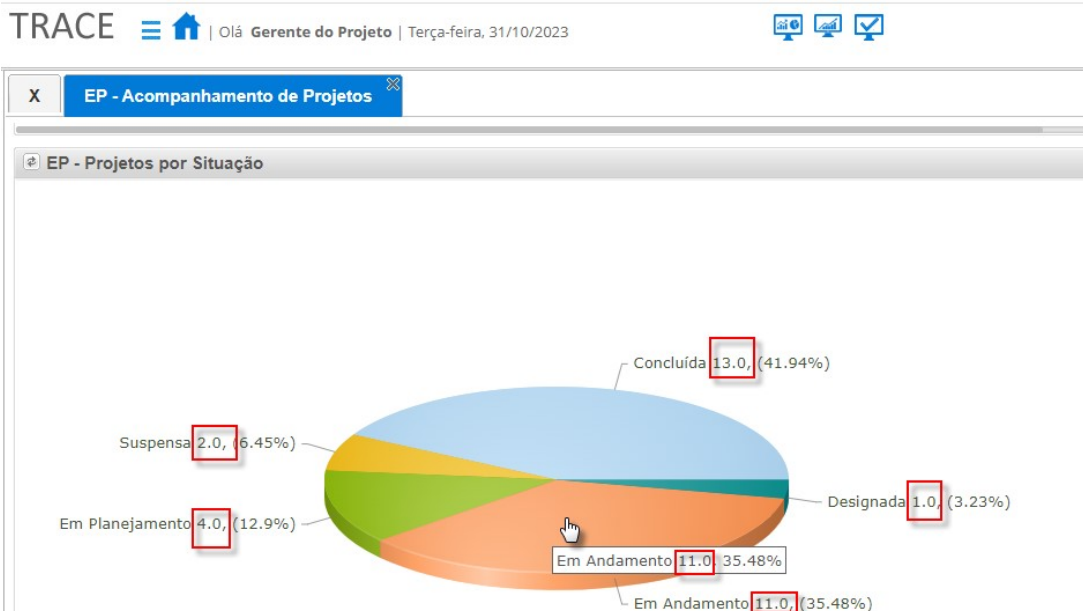 TRACE | Olá Gerente do Projeto | Terça-feira, 31/10/2023
X EP - Acompanhamento de Projetos
EP - Projetos por Situação
Concluída 13.0, (41.94%)
Suspensa 2.0, (6.45%)
Designada 1.0, (3.23%)
Em Planejamento 4.0, (12.9%)
Em Andamento 11.0, 35.48%
Em Andamento 11.0, (35.48%)